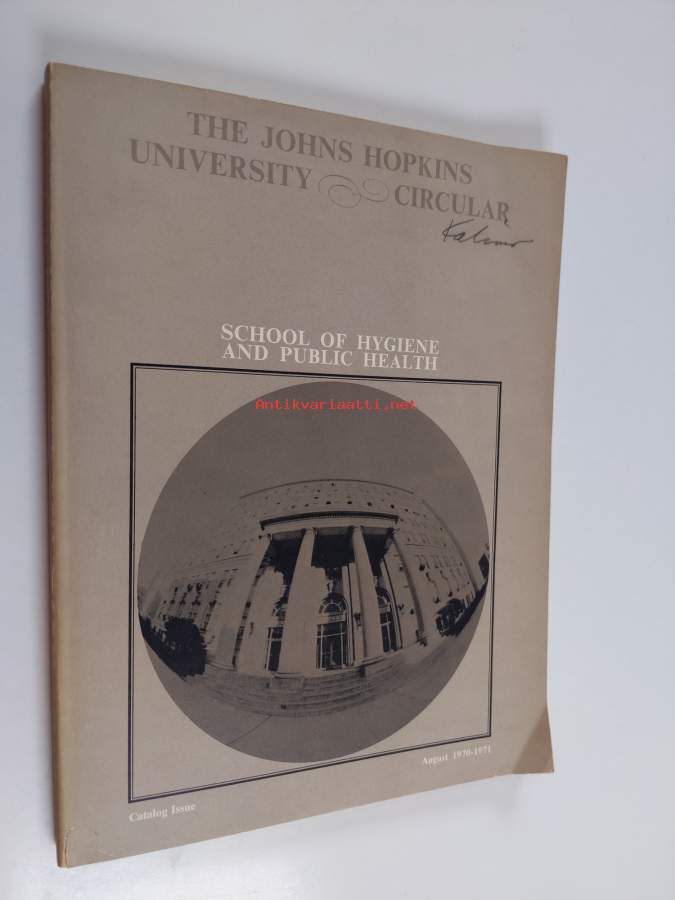 THE JOHNS HOPKINS
UNIVERSITY CIRCULAR
SCHOOL OF HYGIENE
AND PUBLIC HEALTH
Antikvariaatti.net
August 1970-1971
Catalog Issue